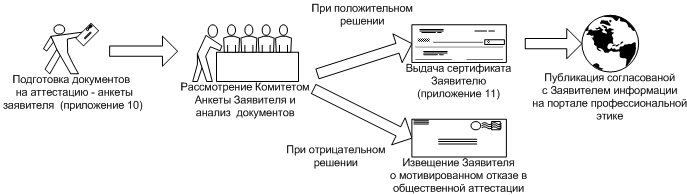 При положительном
решении
Подготовка документов
на аттестацию - анкеты
заявителя (приложение 10)
Рассмотрение Комитетом
Анкеты Заявителя и
анализ документов
Выдача сертификата
Заявителю
(приложение 11)
Публикация согласованой
с Заявителем информации
на портале профессиональной
этике
При отрицательном
решении
Извещение Заявителя
о мотивированном отказе в
общественной аттестации